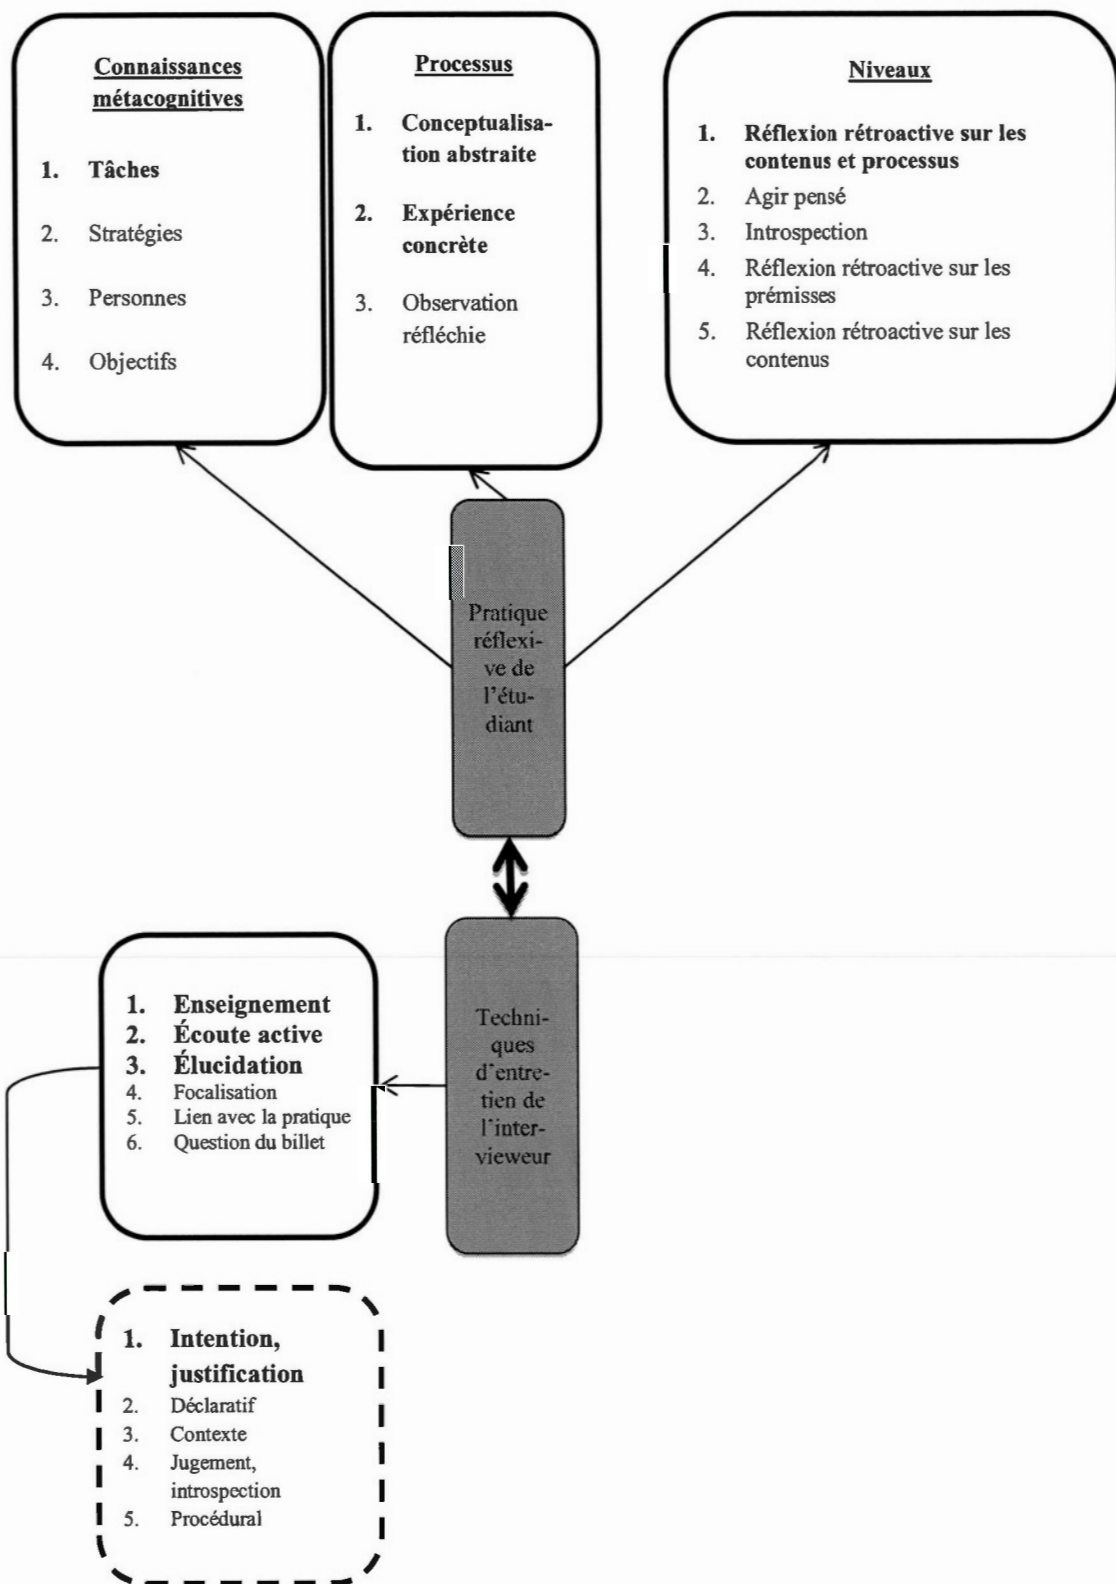 Connaissances
métacognitives
1. Tâches
2. Stratégies
3. Personnes
4. Objectifs
Processus
1. Conceptualisa-
tion abstraite
2. Expérience
concrète
3. Observation
réfléchie
Niveaux
1. Réflexion rétroactive sur les
contenus et processus
2. Agir pensé
3. Introspection
4. Réflexion rétroactive sur les
prémisses
5. Réflexion rétroactive sur les
contenus
Pratique
réflexi-
ve de
l'étu-
diant
Techni-
ques
d'entre-
tien de
l'inter-
vieweur
1. Enseignement
2. Écoute active
3. Élucidation
4. Focalisation
5. Lien avec la pratique
6. Question du billet
1. Intention,
justification
2. Déclaratif
3. Contexte
4. Jugement,
introspection
5. Procédural